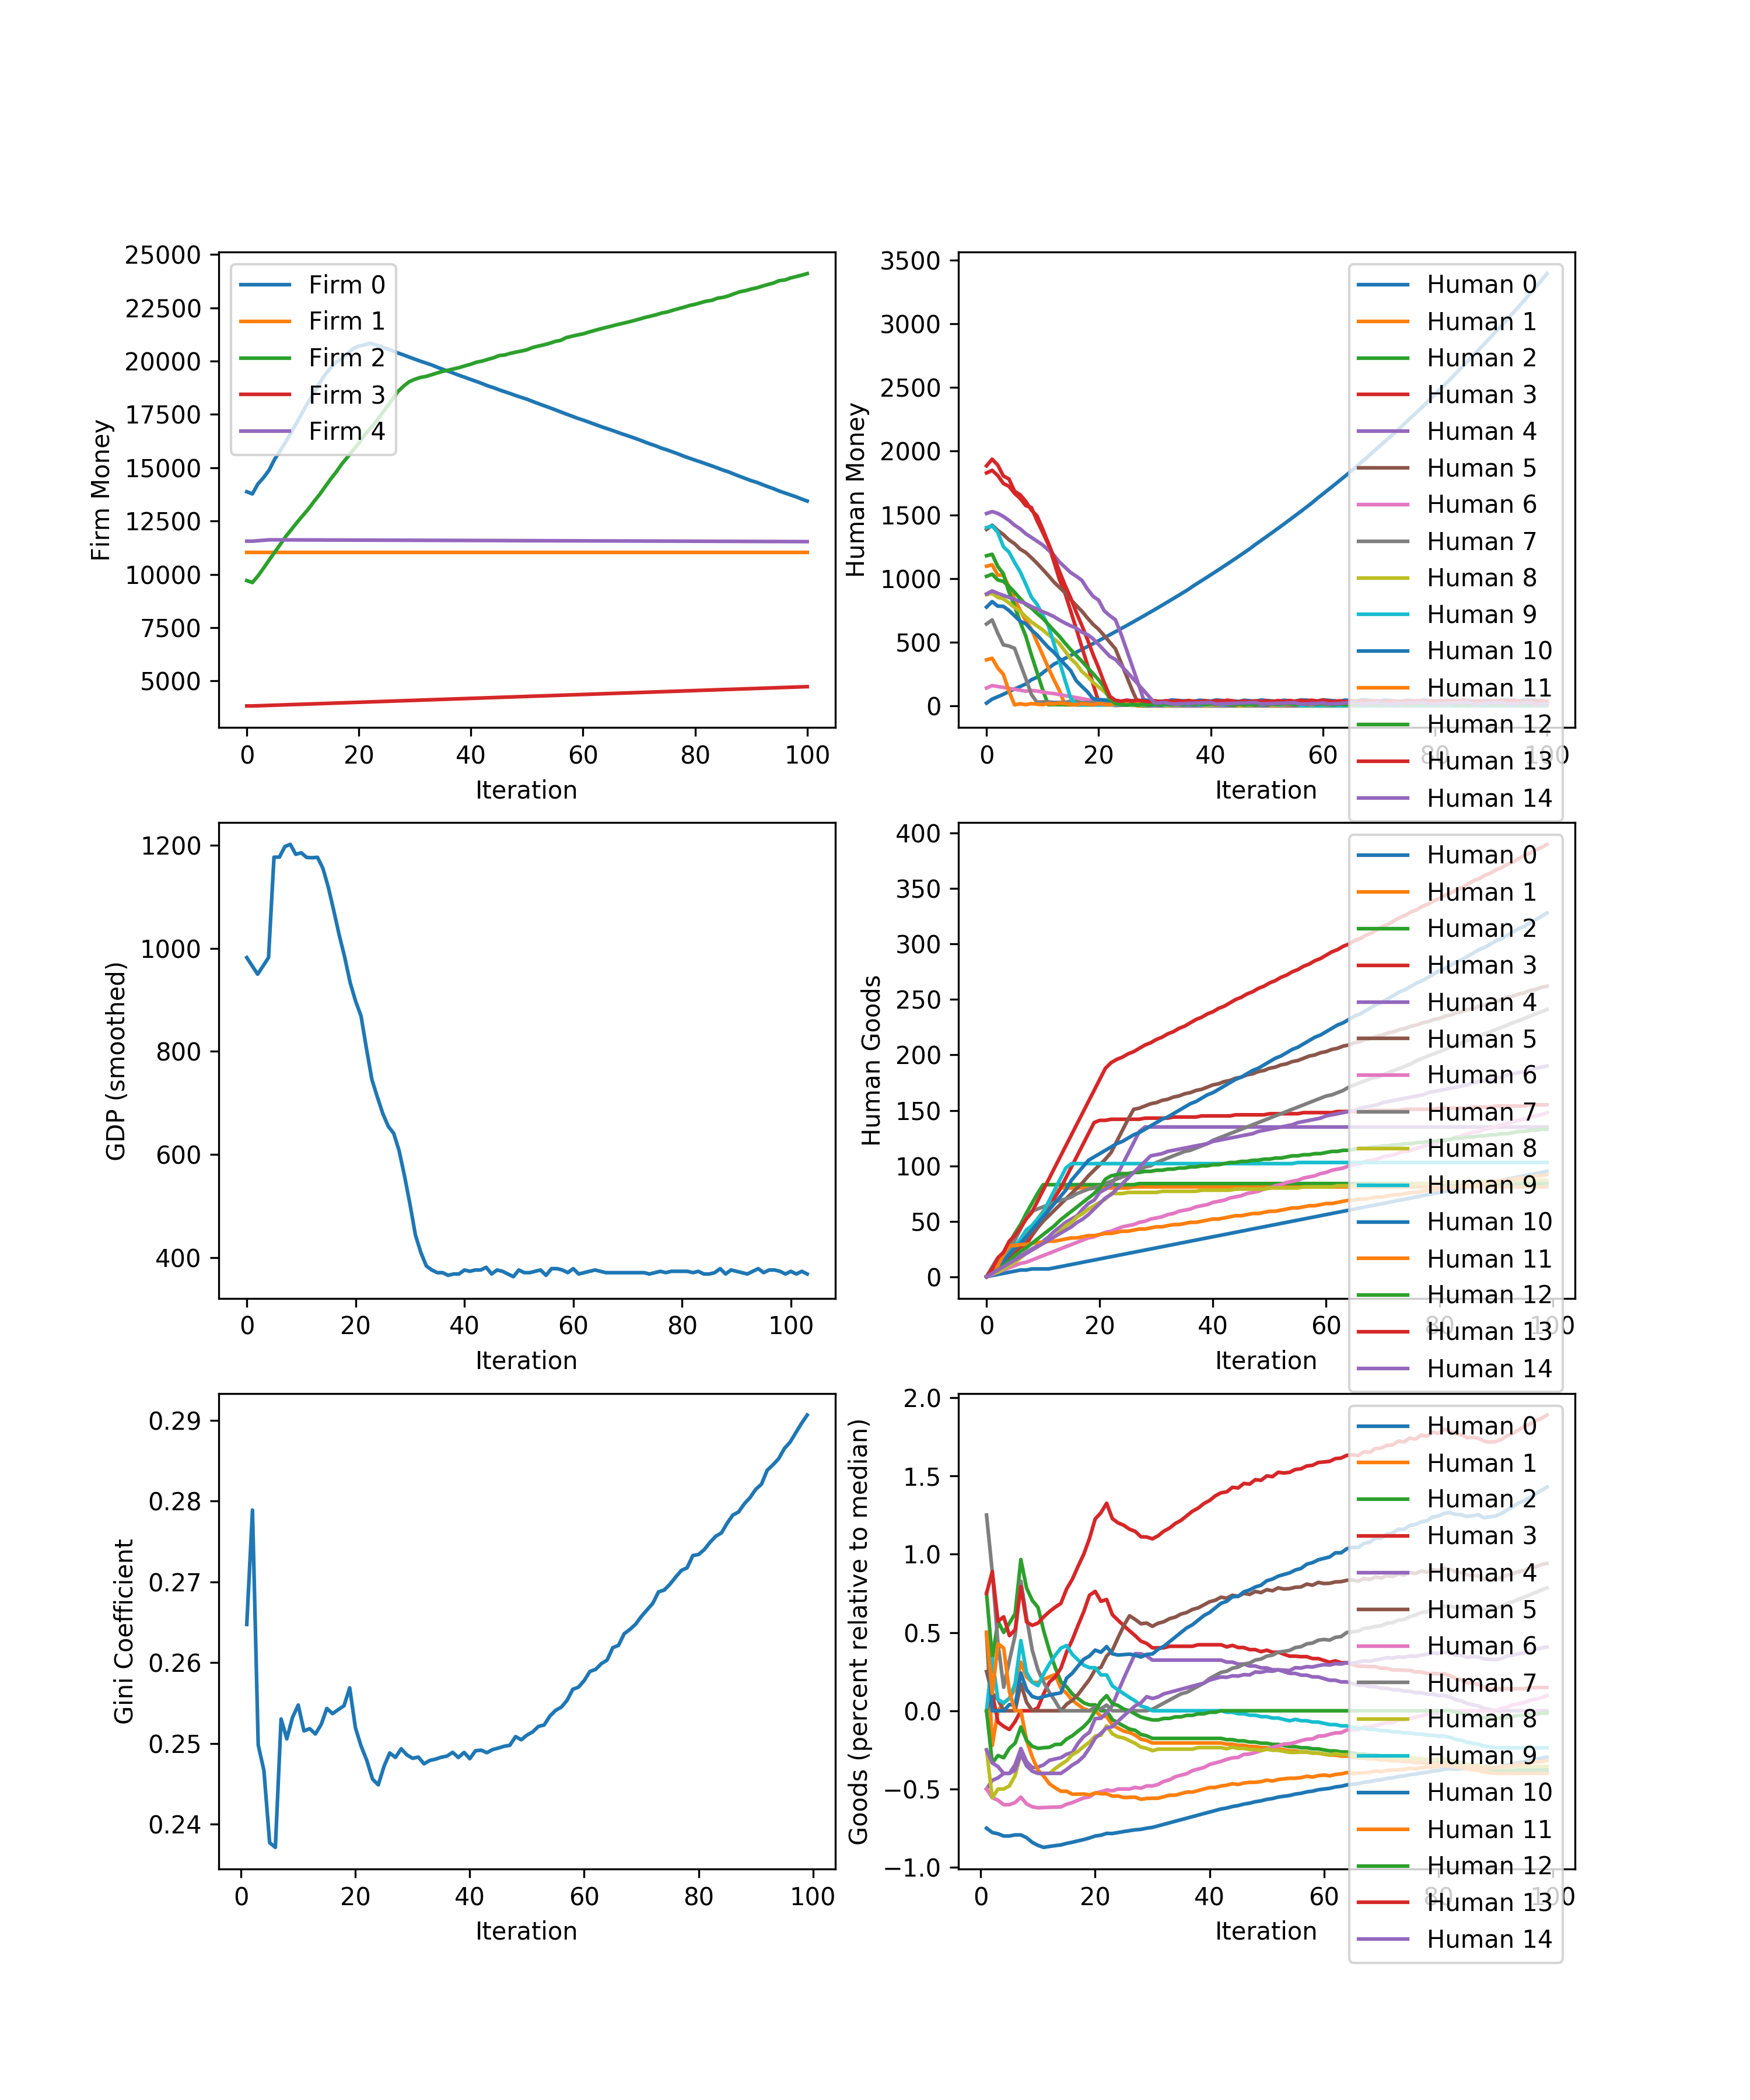 25000
22500
20000
17500
15000
12500
10000
7500
5000
Firm Money
Firm 0
Firm 1
Firm 2
Firm 3
Firm 4
0 20 40 60 80 100
Iteration
3500
3000
2500
2000
1500
1000
500
0
Human Money
Human 0
Human 1
Human 2
Human 3
Human 4
Human 5
Human 6
Human 7
Human 8
Human 9
Human 10
Human 11
Human 12
Human 13
Human 14
0 20 40 60 80 100
Iteration
1200
1000
800
600
400
GDP (smoothed)
0 20 40 60 80 100
Iteration
400
350
300
250
200
150
100
50
0
Human Goods
Human 0
Human 1
Human 2
Human 3
Human 4
Human 5
Human 6
Human 7
Human 8
Human 9
Human 10
Human 11
Human 12
Human 13
Human 14
0 20 40 60 80 100
Iteration
0.29
0.28
0.27
0.26
0.25
0.24
Gini Coefficient
0 20 40 60 80 100
Iteration
2.0
1.5
1.0
0.5
0.0
−0.5
−1.0
Goods (percent relative to median)
Human 0
Human 1
Human 2
Human 3
Human 4
Human 5
Human 6
Human 7
Human 8
Human 9
Human 10
Human 11
Human 12
Human 13
Human 14
0 20 40 60 80 100
Iteration